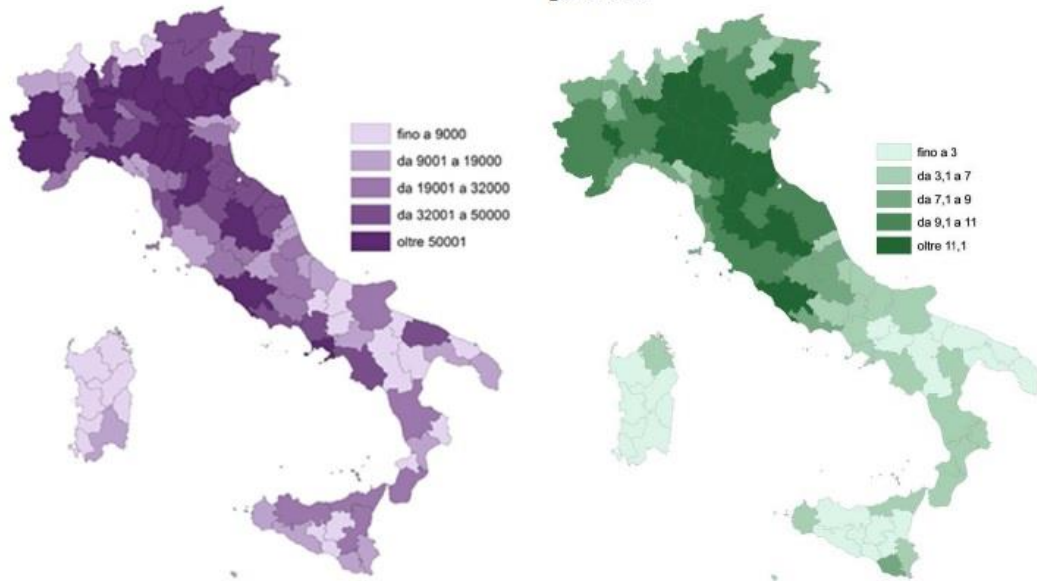 fino a 9000
da 9001 a 19000
da 19001 a 32000
da 32001 a 50000
oltre 50001
fino a 3
da 3,1 a 7
da 7,1 a 9
da 9,1 a 11
oltre 11,1